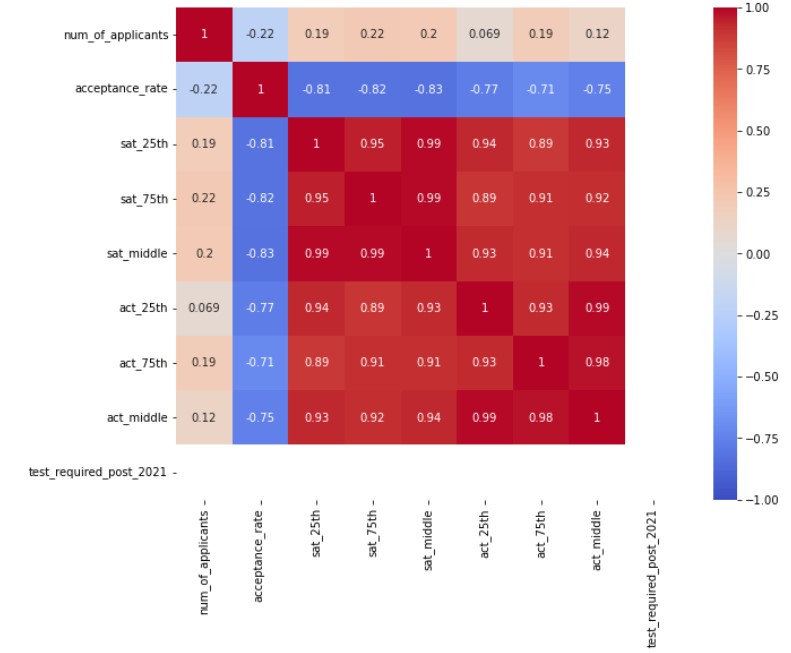 num_of_applicants 1 -0.22 0.19 0.22 0.2 0.069 0.19 0.12
acceptance_rate -0.22 1 -0.81 -0.82 -0.83 -0.77 -0.71 -0.75
sat_25th 0.19 -0.81 1 0.95 0.99 0.94 0.89 0.93
sat_75th 0.22 -0.82 0.95 1 0.99 0.89 0.91 0.92
sat_middle 0.2 -0.83 0.99 0.99 1 0.93 0.91 0.94
act_25th 0.069 -0.77 0.94 0.89 0.93 1 0.93 0.99
act_75th 0.19 -0.71 0.89 0.91 0.91 0.93 1 0.98
act_middle 0.12 -0.75 0.93 0.92 0.94 0.99 0.98 1
test_required_post_2021
num_of_applicants
acceptance_rate
sat_25th
sat_75th
sat_middle
act_25th
act_75th
act_middle
test_required_post_2021
1.00
0.75
0.50
0.25
0.00
−0.25
−0.50
−0.75
−1.00